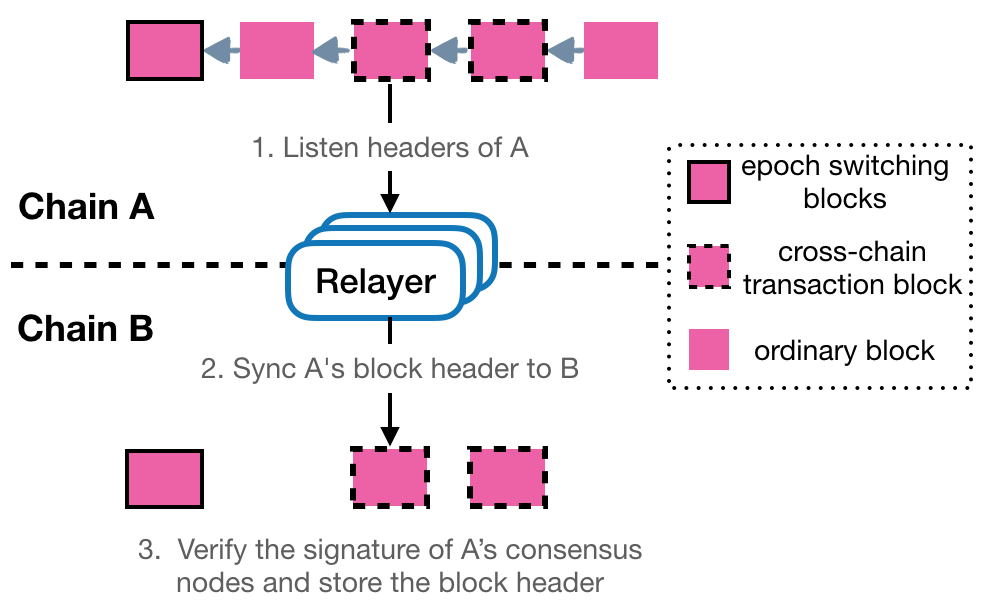 1. Listen headers of A
Chain A
Relayer
Chain B
2. Sync A's block header to B
3. Verify the signature of A’s consensus
nodes and store the block header
epoch switching
blocks
cross-chain
transaction block
ordinary block